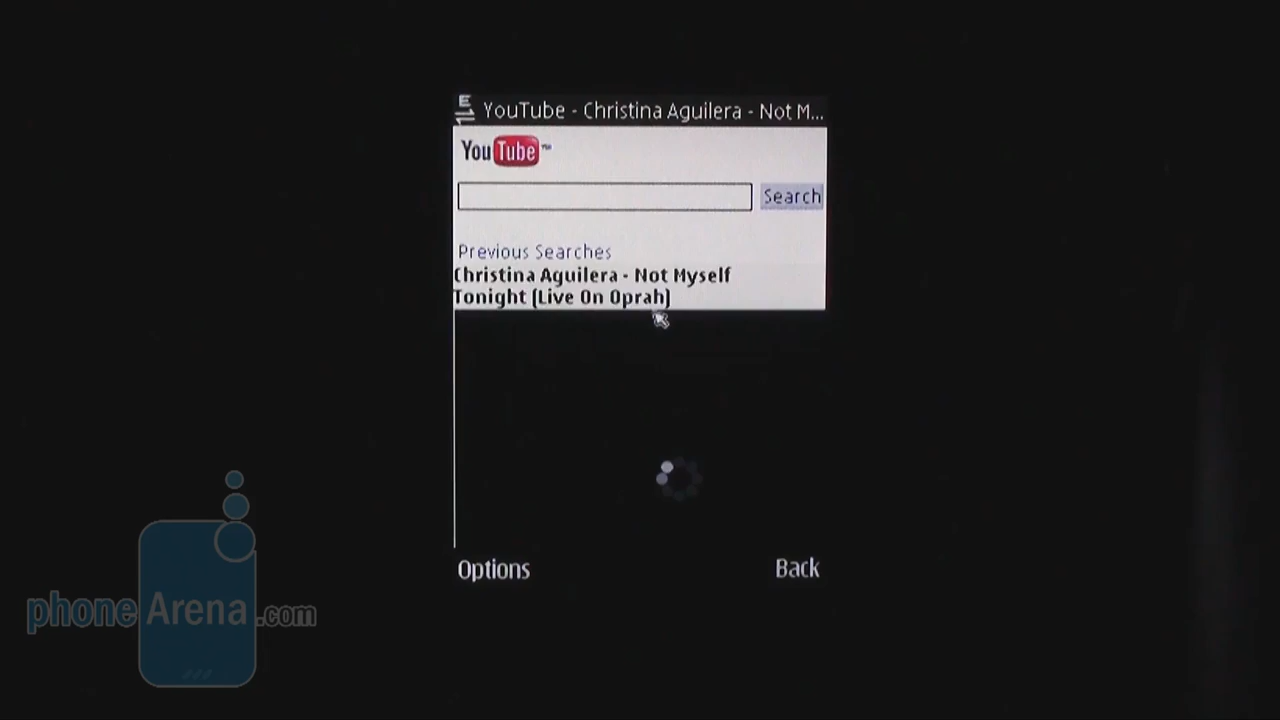 E
YouTube - Christina Aguilera - Not M...
YouTube™
Search
Previous Searches
Christina Aguilera - Not Myself
Tonight (Live On Oprah)
Options
Back
phoneArena.com